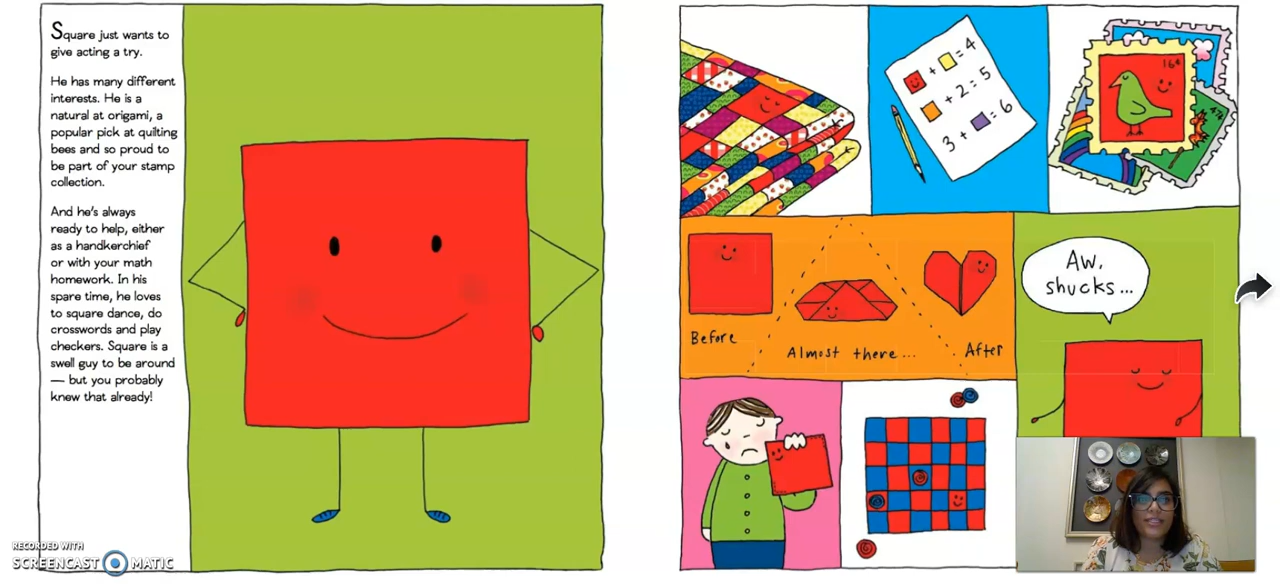 Square just wants to
give acting a try.
He has many different
interests. He is a
natural at origami, a
popular pick at quilting
bees and so proud to
be part of your stamp
collection.
And he's always
ready to help, either
as a handkerchief
or with your math
homework. In his
spare time, he loves
to square dance, do
crosswords and play
checkers. Square is a
swell guy to be around
— but you probably
knew that already!
+ = 4
+ 2 = 5
3 + = 6
16¢
47¢
Before
Almost there...
After
Aw,
shucks...
RECORDED WITH
SCREENCAST MATIC